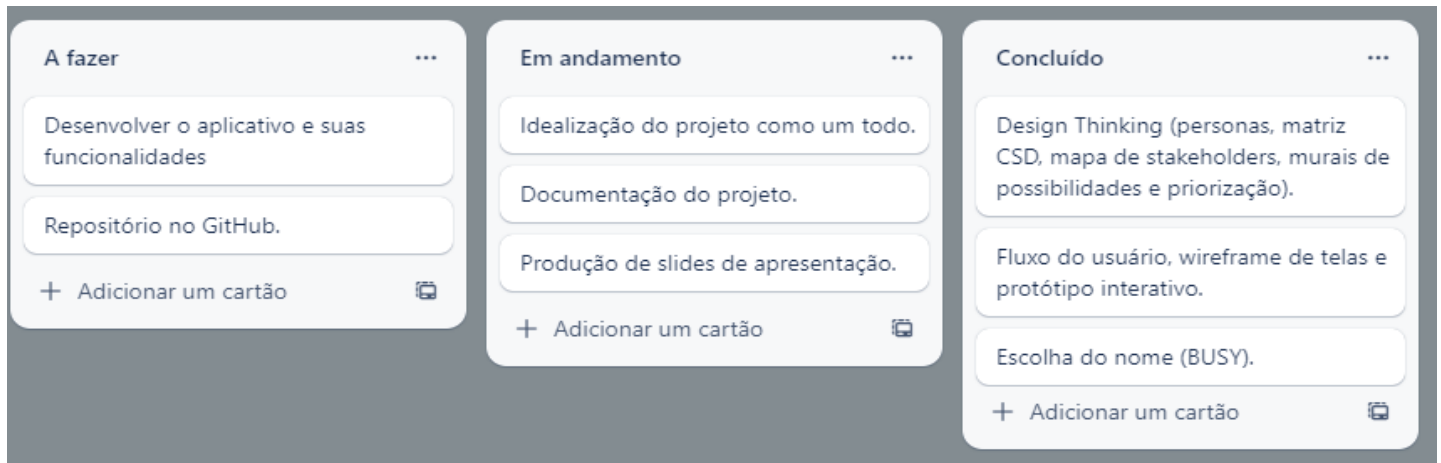 A fazer
Desenvolver o aplicativo e suas
funcionalidades
Repositório no GitHub.
Adicionar um cartão
Em andamento
Idealização do projeto como um todo.
Documentação do projeto.
Produção de slides de apresentação.
Adicionar um cartão
Concluído
Design Thinking (personas, matriz
CSD, mapa de stakeholders, murais de
possibilidades e priorização).
Fluxo do usuário, wireframe de telas e
protótipo interativo.
Escolha do nome (BUSY).
Adicionar um cartão